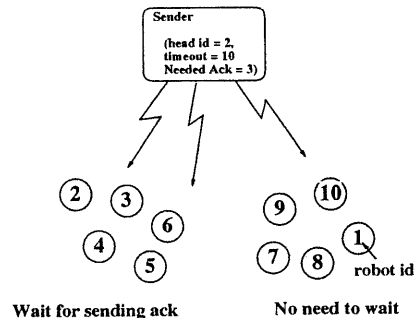 Sender
(head id = 2,
timeout = 10
Needed Ack = 3)
2
3
6
4
5
10
9
1
7
8
robot id
Wait for sending ack
No need to wait